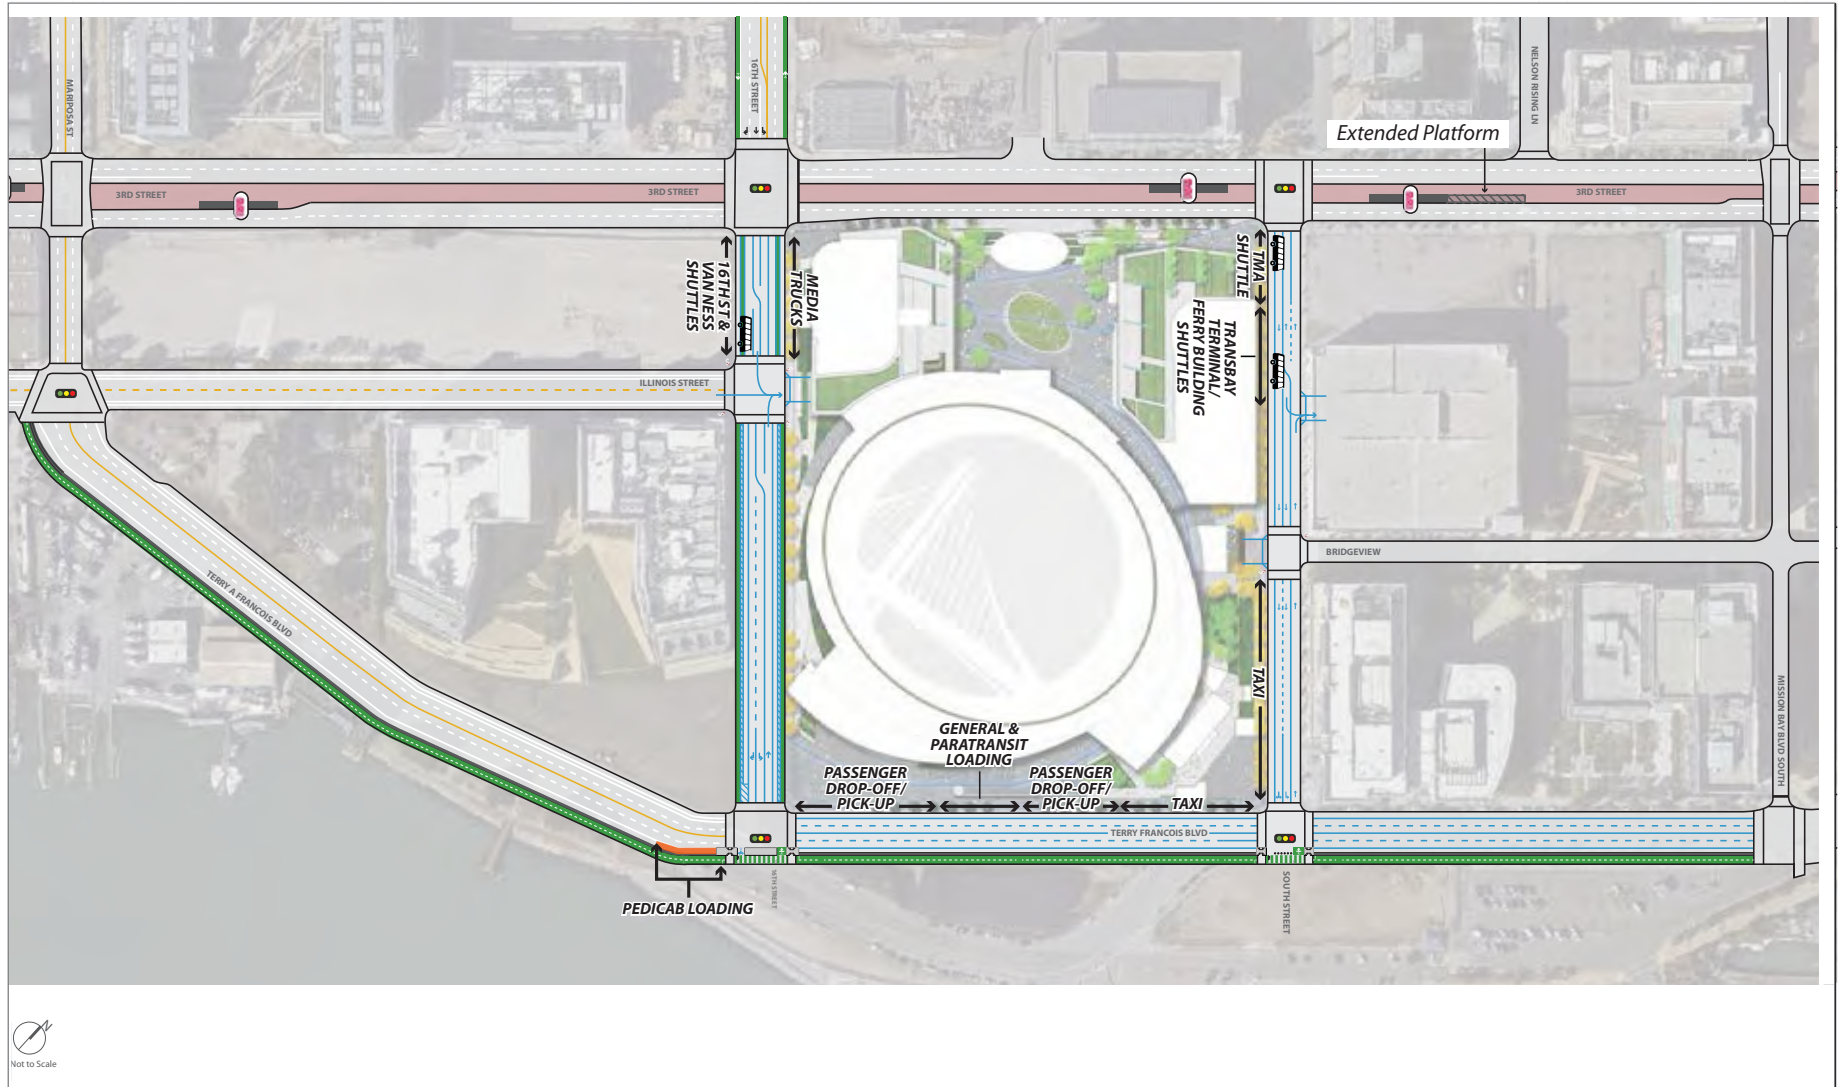 MARIPOSA ST
16TH STREET
NELSON RISING LN
Extended Platform
3RD STREET
3RD STREET
3RD STREET
16TH ST &
VAN NESS
SHUTTLES
MEDIA
TRUCKS
TMA
SHUTTLE
TRANSBAY
TERMINAL/
FERRY BUILDING
SHUTTLES
ILLINOIS STREET
BRIDGEVIEW
TERRY A FRANCOIS BLVD
TAXI
MISSION BAY BLVD SOUTH
GENERAL &
PARATRANSIT
LOADING
PASSENGER
DROP-OFF/
PICK-UP
PASSENGER
DROP-OFF/
PICK-UP
TAXI
TERRY FRANCOIS BLVD
16TH STREET
SOUTH STREET
PEDICAB LOADING
N
Not to Scale